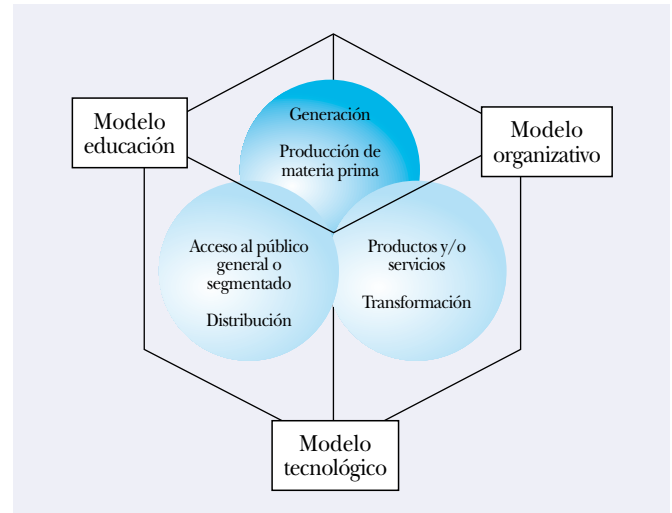 Generación
Producción de
materia prima
Modelo
educación
Modelo
organizativo
Acceso al público
general o
segmentado
Distribución
Productos y/o
servicios
Transformación
Modelo
tecnológico